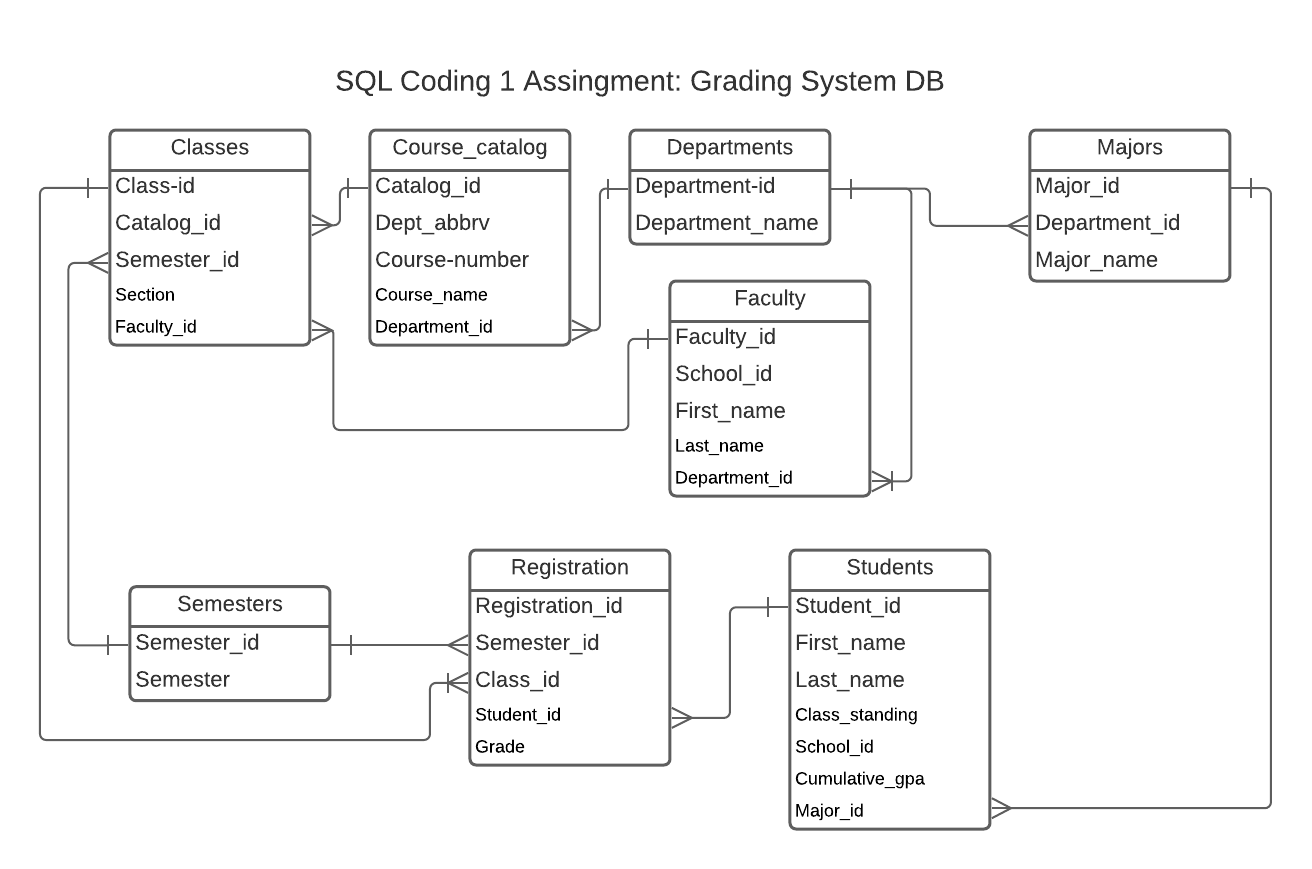 SQL Coding 1 Assingment: Grading System DB
Classes
Class-id
Catalog_id
Semester_id
Section
Faculty_id
Course_catalog
Catalog_id
Dept_abbrv
Course-number
Course_name
Department_id
Departments
Department-id
Department_name
Majors
Major_id
Department_id
Major_name
Faculty
Faculty_id
School_id
First_name
Last_name
Department_id
Semesters
Semester_id
Semester
Registration
Registration_id
Semester_id
Class_id
Student_id
Grade
Students
Student_id
First_name
Last_name
Class_standing
School_id
Cumulative_gpa
Major_id